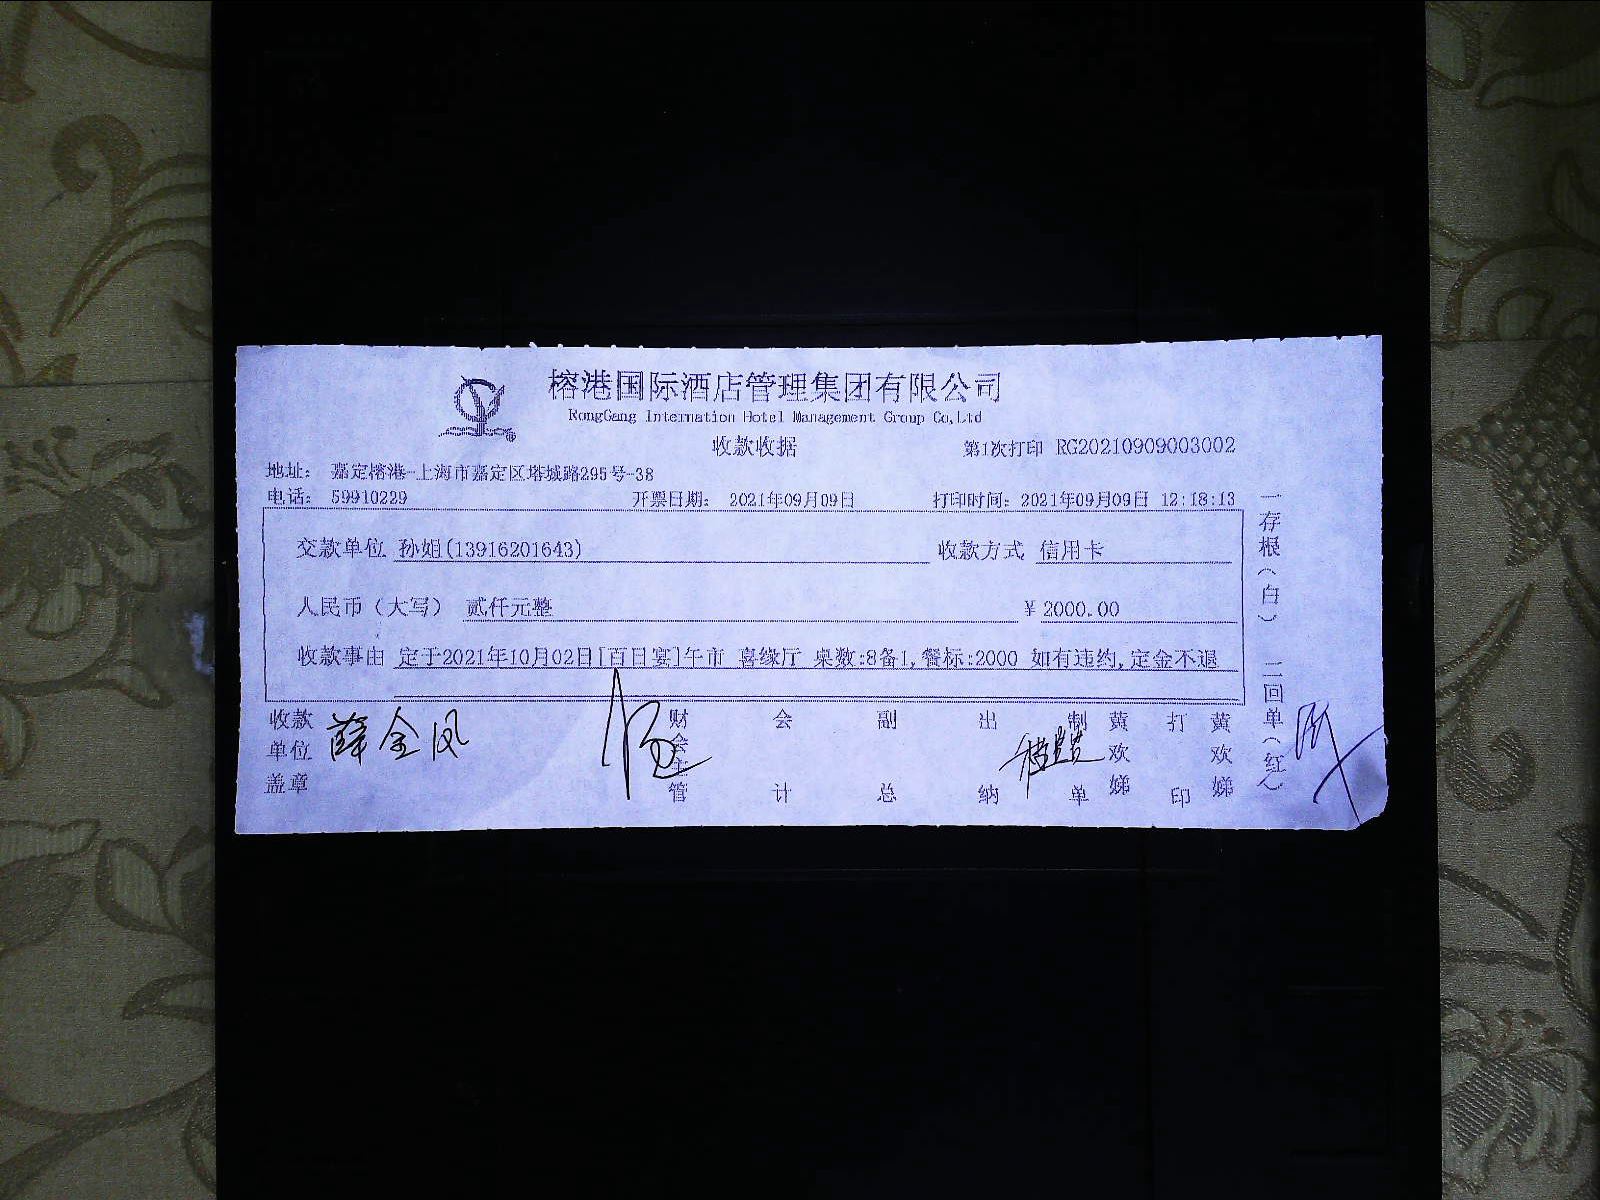 榕港国际酒店管理集团有限公司
RongGang Internation Hotel Management Group Co,Ltd
收款收据
第1次打印 RG20210909003002
地址: 嘉定榕港-上海市嘉定区塔城路295号-38
电话: 59910229 开票日期: 2021年09月09日 打印时间: 2021年09月09日 12:18:13
交款单位 孙娟(13916201643) 收款方式 信用卡
人民币(大写) 贰仟元整 ¥ 2000.00
收款事由 定于2021年10月02日[百日宴]午市 喜缘厅 桌数:8备1,餐标:2000 如有违约,定金不退
收款单位盖章 薛全凤
财会主管
会计
副总
出纳
制单 黄欢娣
打印 黄欢娣
一存根(白) 二回单(红)